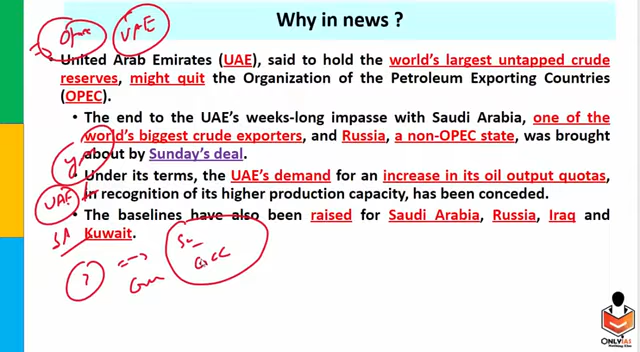 Why in news ?
UAE
United Arab Emirates (UAE), said to hold the world's largest untapped crude
reserves, might quit the Organization of the Petroleum Exporting Countries
(OPEC).
• The end to the UAE's weeks-long impasse with Saudi Arabia, one of the
world's biggest crude exporters, and Russia, a non-OPEC state, was brought
about by Sunday's deal.
• Under its terms, the UAE's demand for an increase in its oil output quotas,
UAE in recognition of its higher production capacity, has been conceded.
• The baselines have also been raised for Saudi Arabia, Russia, Iraq and
SA Kuwait.
?
GCC
ONLYIAS